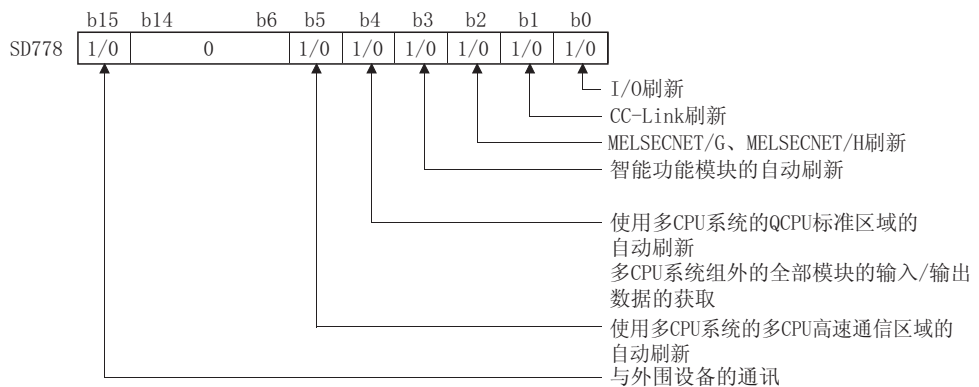 b15 b14 b6 b5 b4 b3 b2 b1 b0
SD778 1/0 0 1/0 1/0 1/0 1/0 1/0 1/0
I/O刷新
CC-Link刷新
MELSECNET/G、MELSECNET/H刷新
智能功能模块的自动刷新
使用多CPU系统的QCPU标准区域的
自动刷新
多CPU系统组外的全部模块的输入/输出
数据的获取
使用多CPU系统的多CPU高速通信区域的
自动刷新
与外围设备的通讯